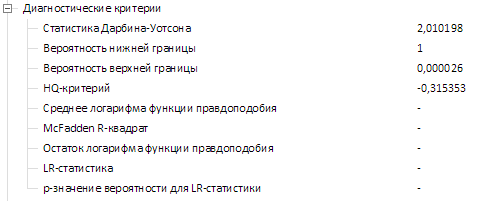 Диагностические критерии
Статистика Дарбина-Уотсона 2,010198
Вероятность нижней границы 1
Вероятность верхней границы 0,000026
HQ-критерий -0,315353
Среднее логарифма функции правдоподобия -
McFadden R-квадрат -
Остаток логарифма функции правдоподобия -
LR-статистика -
p-значение вероятности для LR-статистики -